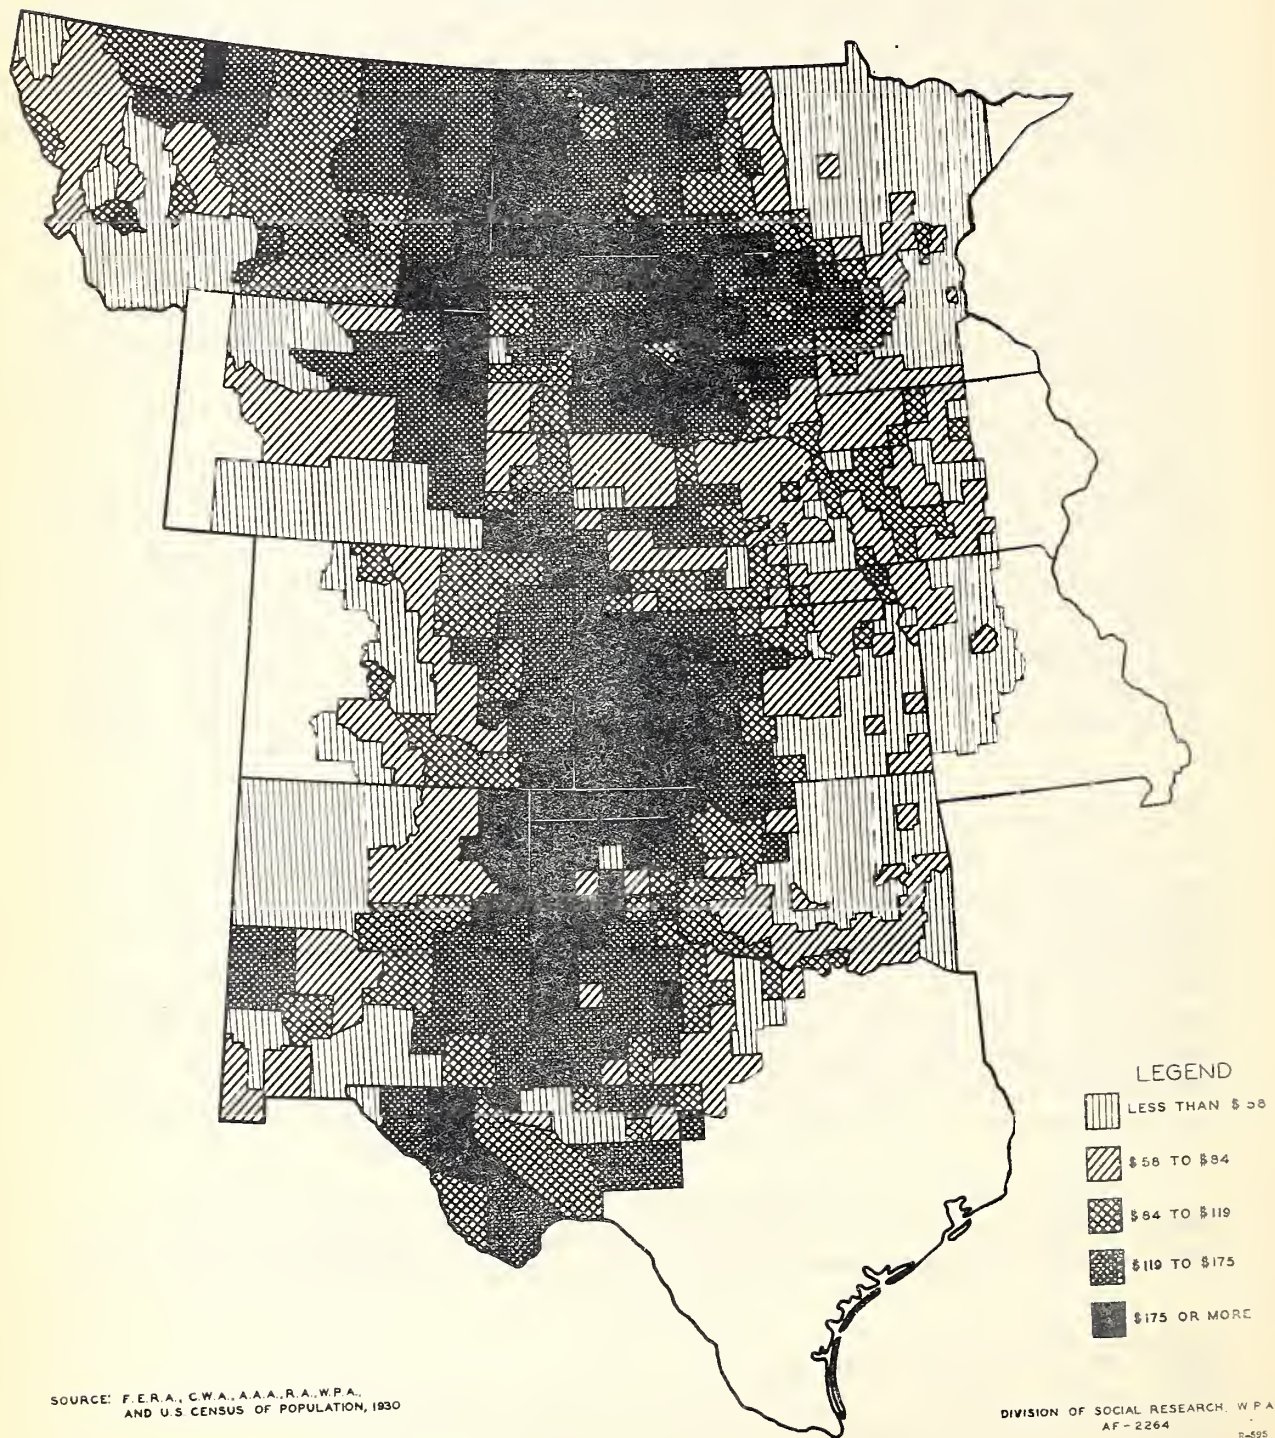 LEGEND
LESS THAN $58
$58 TO $84
$84 TO $119
$119 TO $175
$175 OR MORE
SOURCE: F.E.R.A., C.W.A., A.A.A., R.A., W.P.A.,
AND U.S. CENSUS OF POPULATION, 1930
DIVISION OF SOCIAL RESEARCH, W P A
AF-2264
R-595